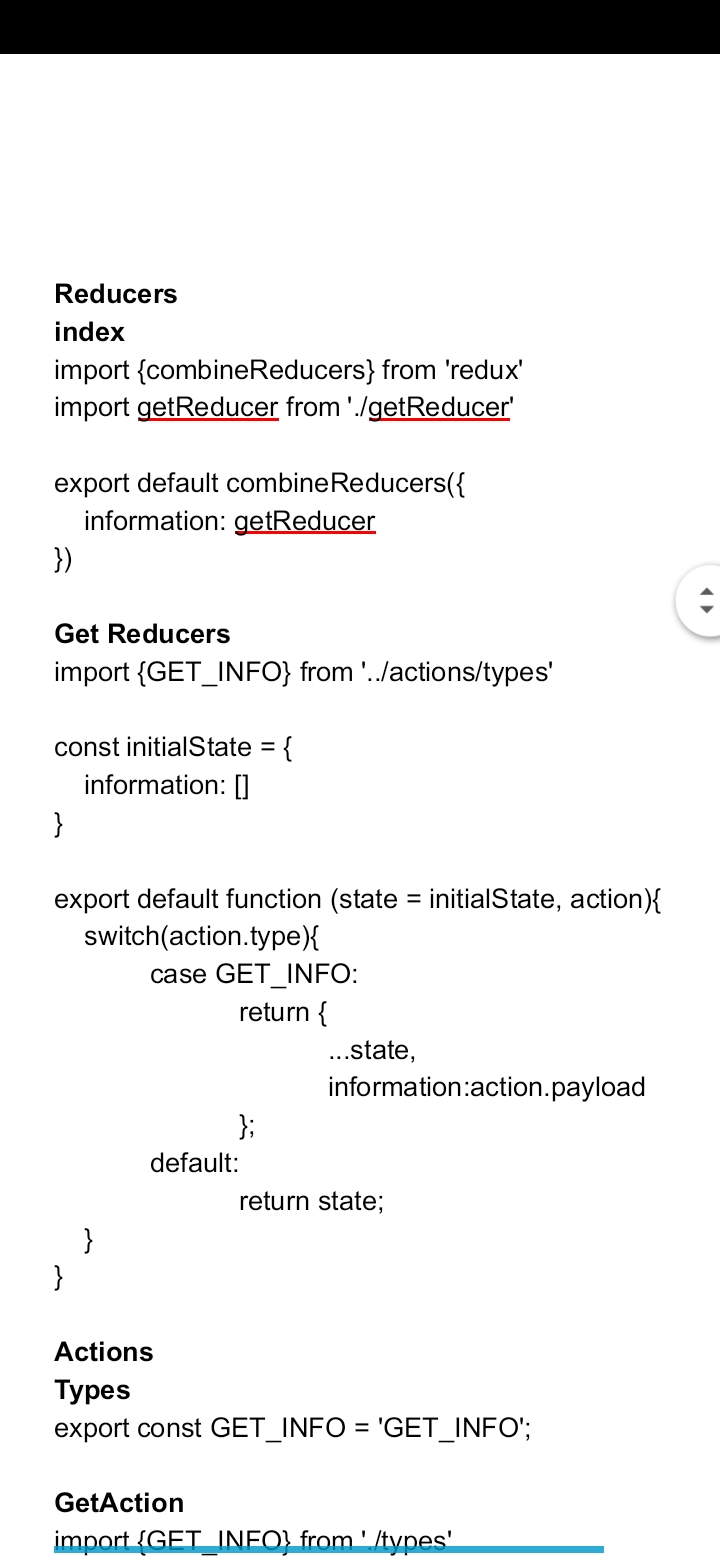 Reducers
index
import {combineReducers} from 'redux'
import getReducer from './getReducer'
export default combineReducers({
information: getReducer
})
Get Reducers
import {GET_INFO} from '../actions/types'
const initialState = {
information: []
}
export default function (state = initialState, action){
switch(action.type){
case GET_INFO:
return {
...state,
information:action.payload
};
default:
return state;
}
}
Actions
Types
export const GET_INFO = 'GET_INFO';
GetAction
import {GET_INFO} from './types'